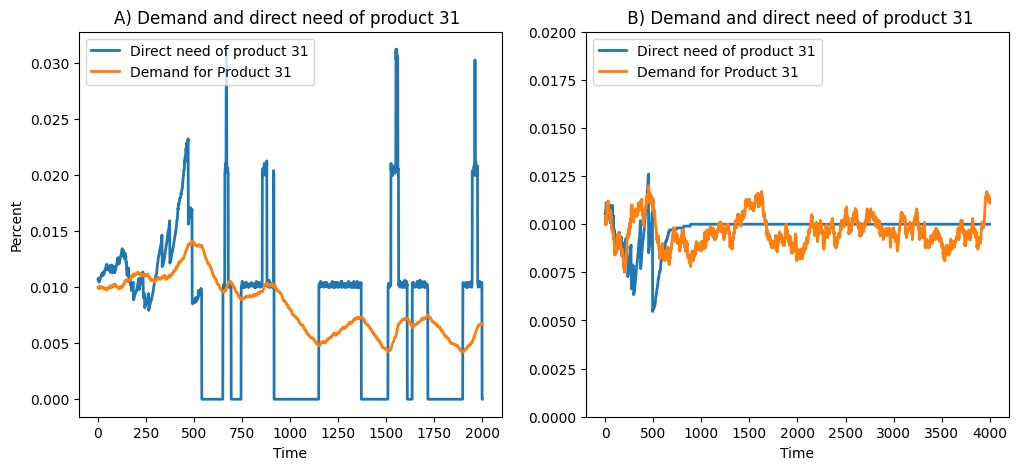 A) Demand and direct need of product 31
Direct need of product 31
Demand for Product 31
Percent
0.030
0.025
0.020
0.015
0.010
0.005
0.000
0 250 500 750 1000 1250 1500 1750 2000
Time
B) Demand and direct need of product 31
Direct need of product 31
Demand for Product 31
0.0200
0.0175
0.0150
0.0125
0.0100
0.0075
0.0050
0.0025
0.0000
0 500 1000 1500 2000 2500 3000 3500 4000
Time